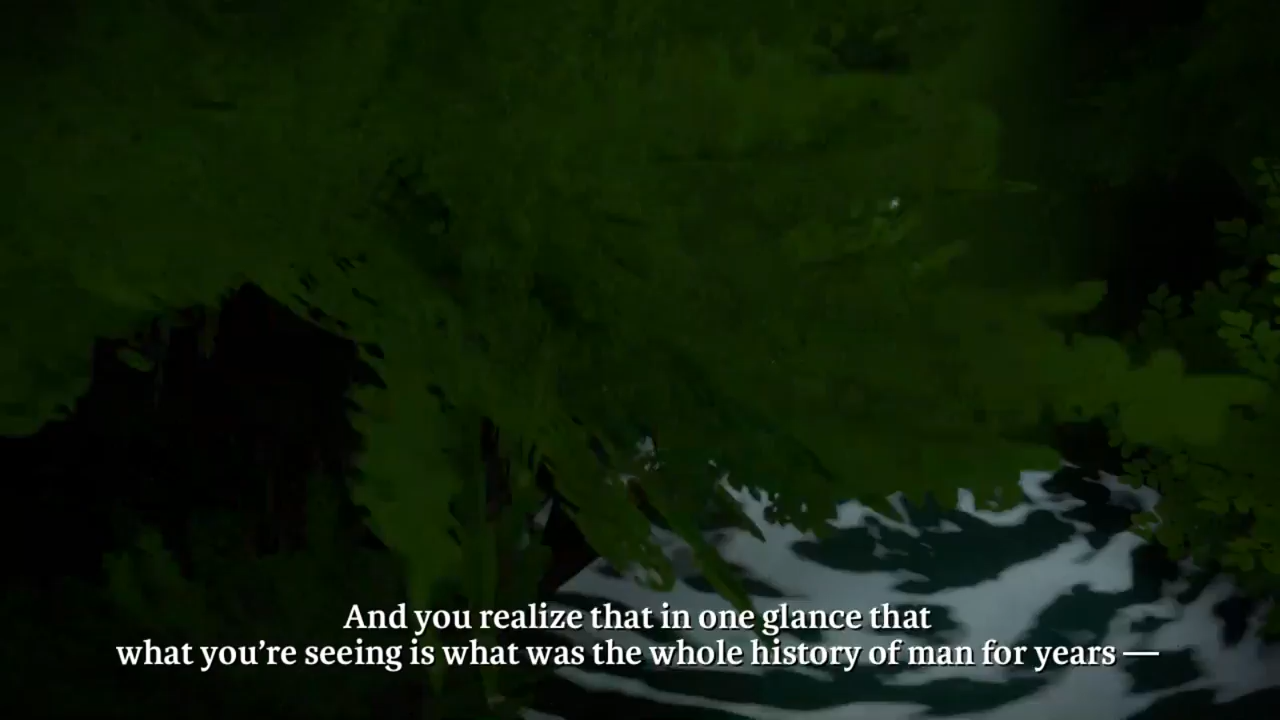 And you realize that in one glance that
what you’re seeing is what was the whole history of man for years —